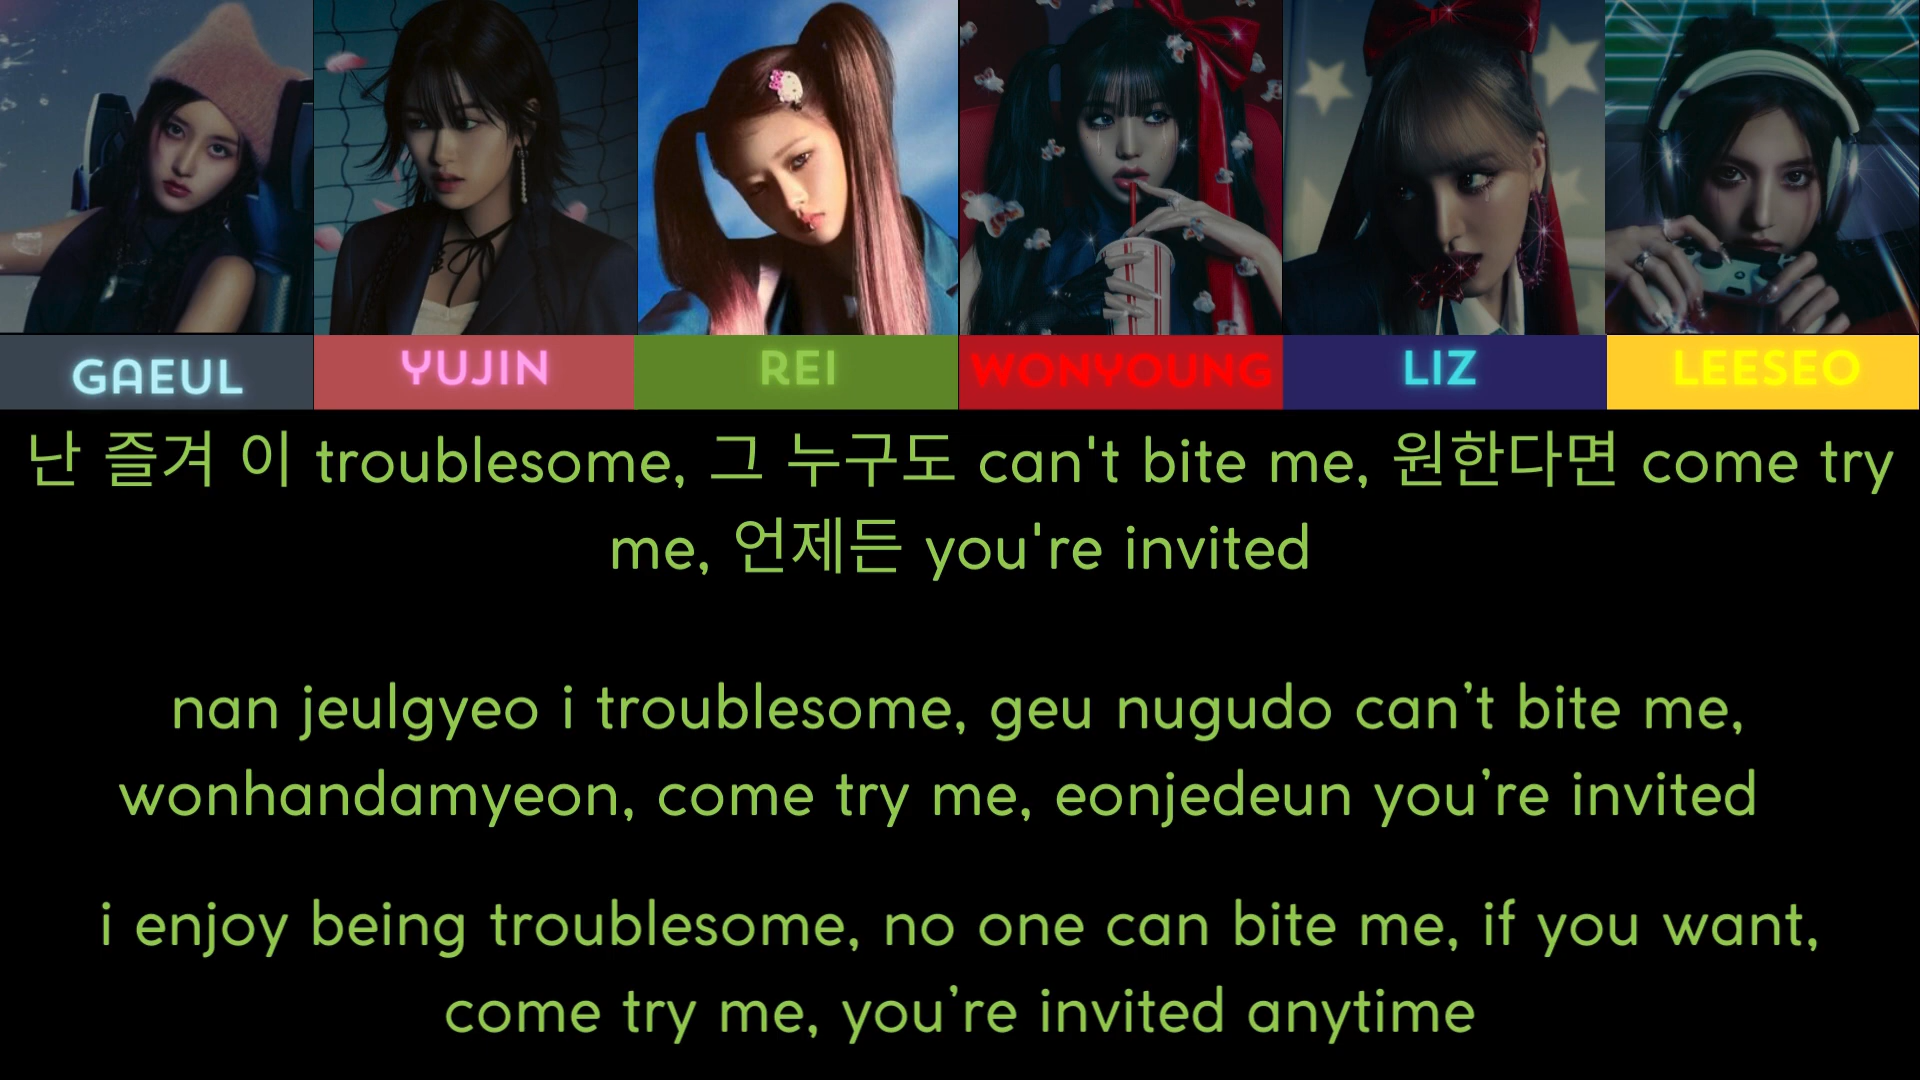 GAEUL
YUJIN
REI
WONYOUNG
LIZ
LEESEO
난 즐겨 이 troublesome, 그 누구도 can't bite me, 원한다면 come try
me, 언제든 you're invited
nan jeulgyeo i troublesome, geu nugudo can’t bite me,
wonhandamyeon, come try me, eonjedeun you’re invited
i enjoy being troublesome, no one can bite me, if you want,
come try me, you’re invited anytime